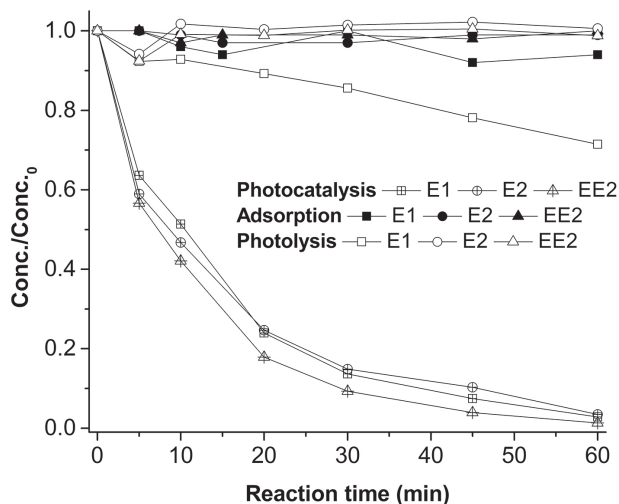 1.0
0.8
0.6
0.4
0.2
0.0
Conc./Conc.₀
Photocatalysis E1 E2 EE2
Adsorption E1 E2 EE2
Photolysis E1 E2 EE2
0 10 20 30 40 50 60
Reaction time (min)